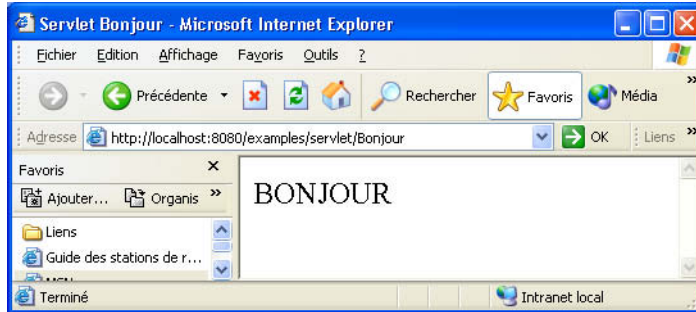 Servlet Bonjour - Microsoft Internet Explorer
Fichier Edition Affichage Favoris Outils ?
Précédente Rechercher Favoris Média »
Adresse http://localhost:8080/examples/servlet/Bonjour OK Liens »
Favoris ×
Ajouter... Organis »
Liens
Guide des stations de r...
MSN
BONJOUR
Terminé Intranet local